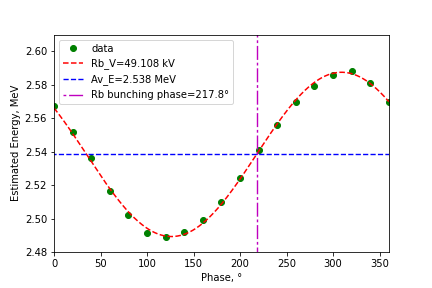 2.60
2.58
2.56
2.54
2.52
2.50
2.48
Estimated Energy, MeV
data
Rb_V=49.108 kV
Av_E=2.538 MeV
Rb bunching phase=217.8°
0
50
100
150
200
250
300
350
Phase, °